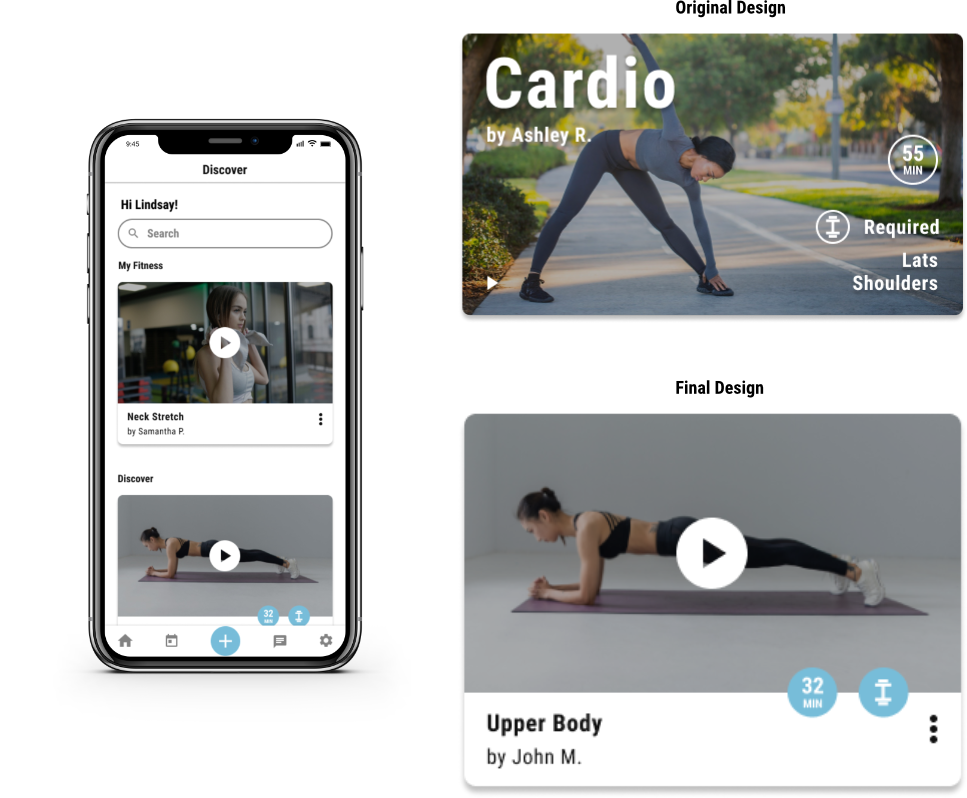 Original Design
Cardio
by Ashley R.
55
MIN
Required
Lats
Shoulders
9:45
Discover
Hi Lindsay!
Search
My Fitness
Neck Stretch
by Samantha P.
Discover
32
MIN
Final Design
32
MIN
Upper Body
by John M.